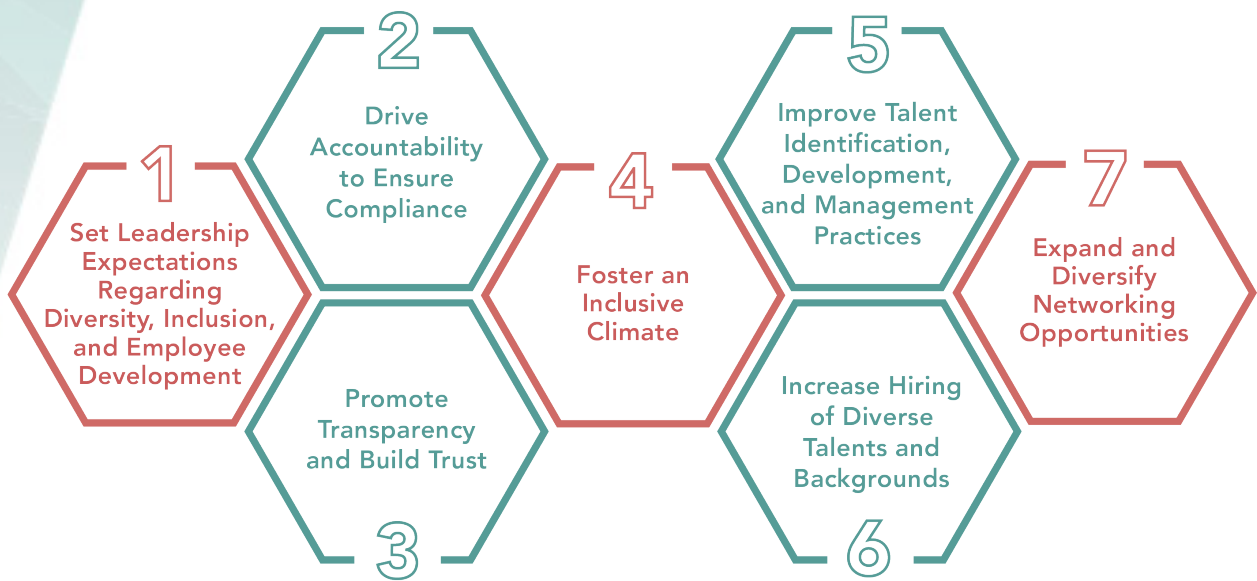 1
Set Leadership
Expectations
Regarding
Diversity, Inclusion,
and Employee
Development
2
Drive
Accountability
to Ensure
Compliance
Promote
Transparency
and Build Trust
3
4
Foster an
Inclusive
Climate
5
Improve Talent
Identification,
Development,
and Management
Practices
Increase Hiring
of Diverse
Talents and
Backgrounds
6
7
Expand and
Diversify
Networking
Opportunities